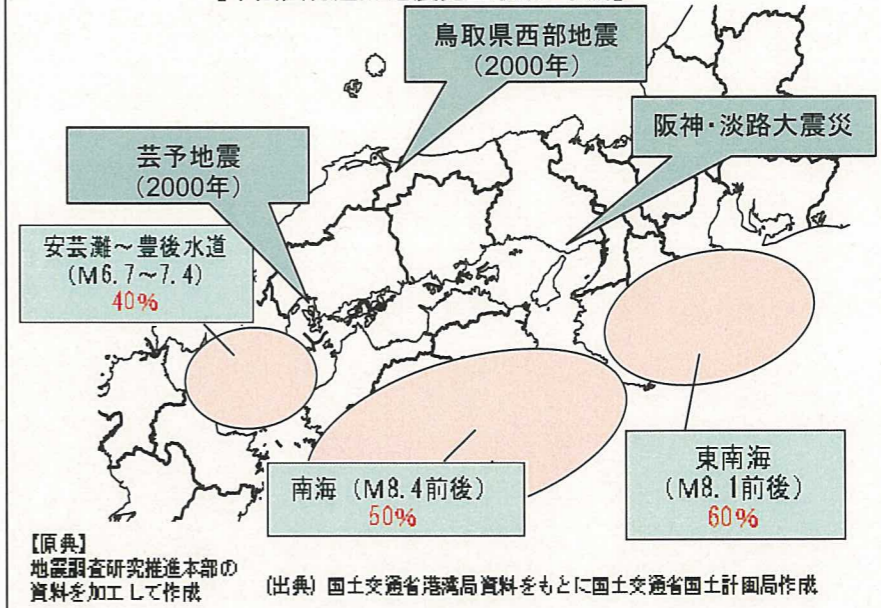 鳥取県西部地震
(2000年)
阪神・淡路大震災
芸予地震
(2000年)
安芸灘～豊後水道
(M6.7～7.4)
40%
南海（M8.4前後）
50%
東南海
(M8.1前後)
60%
【原典】
地震調査研究推進本部の
資料を加工して作成
(出典) 国土交通省港湾局資料をもとに国土交通省国土計画局作成